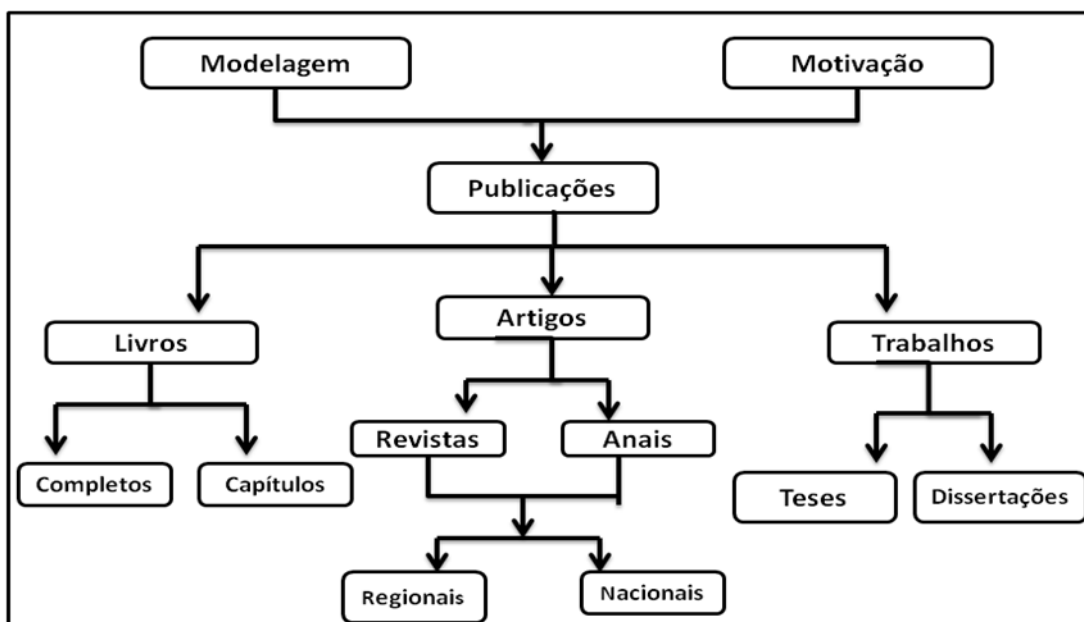 Modelagem
Motivação
Publicações
Livros
Artigos
Trabalhos
Completos
Capítulos
Revistas
Anais
Teses
Dissertações
Regionais
Nacionais